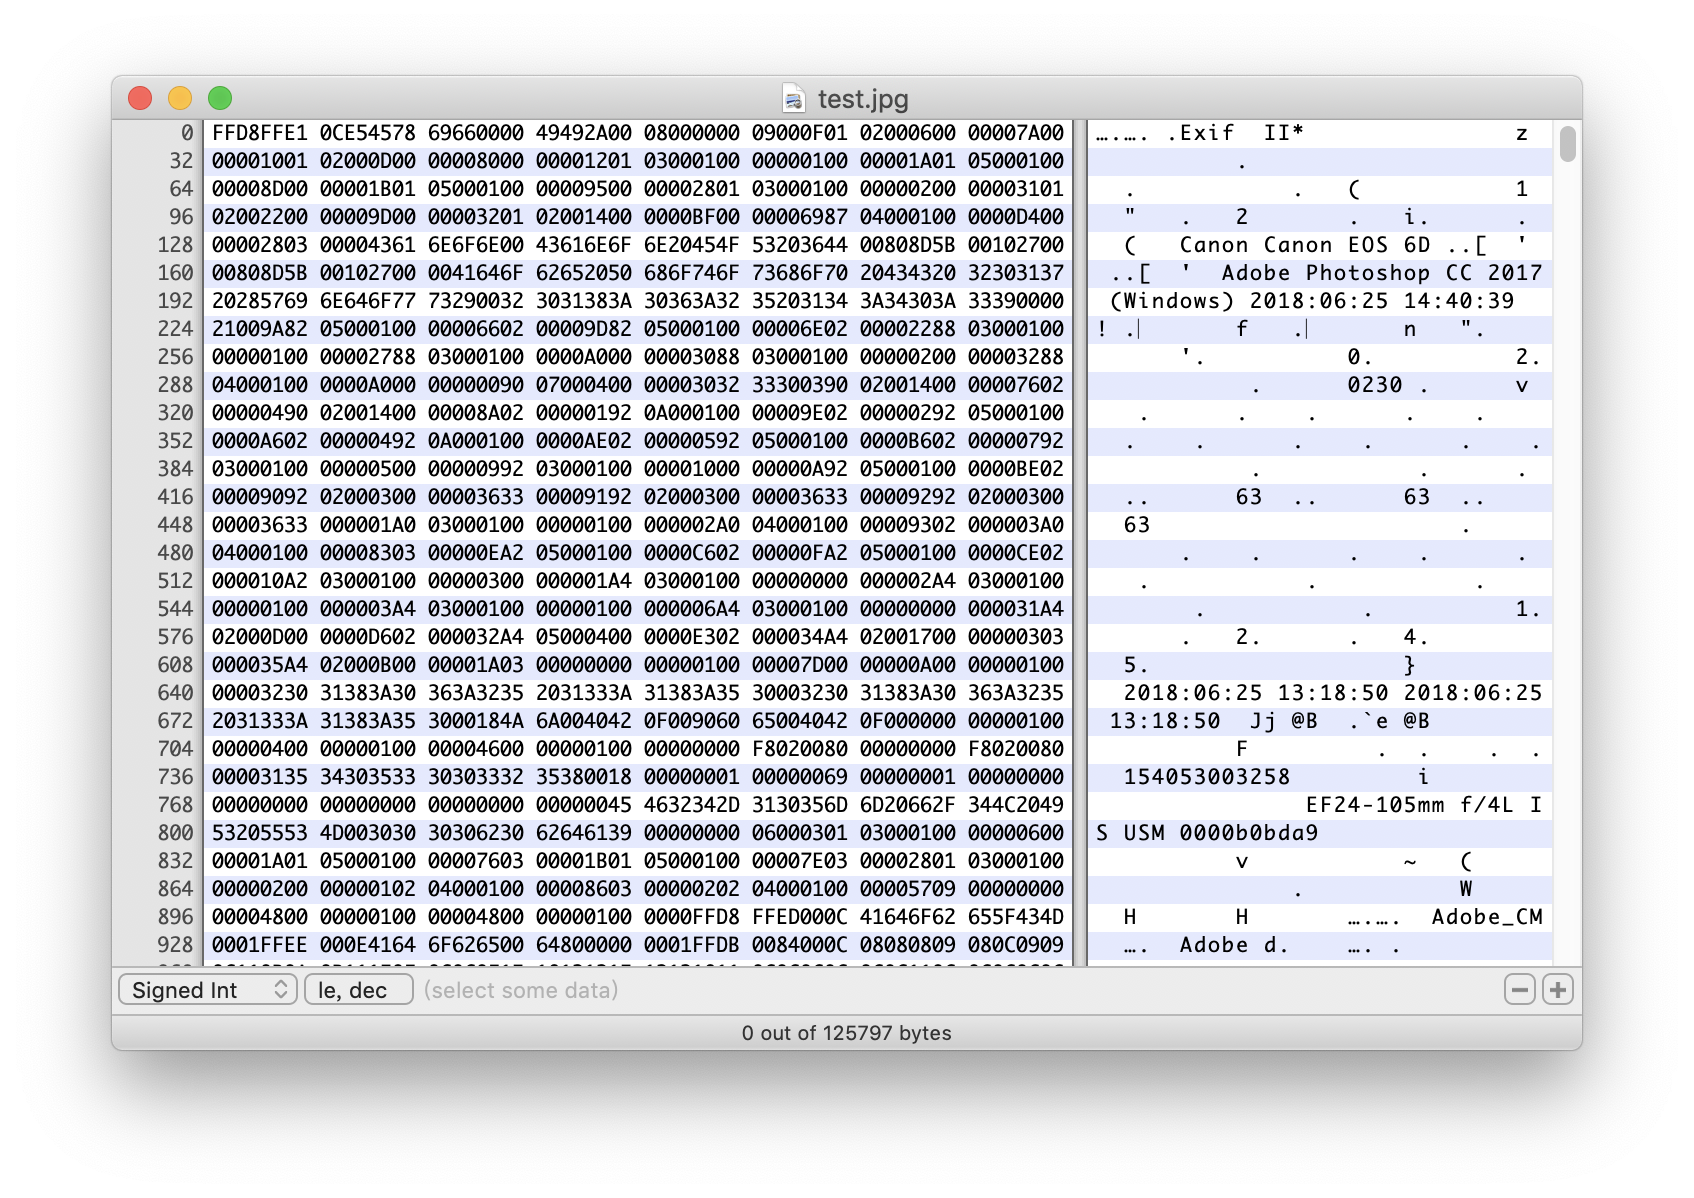 test.jpg
0 FFD8FFE1 0CE54578 69660000 49492A00 08000000 09000F01 02000600 00007A00 ….…. .Exif II* z
32 00001001 02000D00 00008000 00001201 03000100 00000100 00001A01 05000100 .
64 00008D00 00001B01 05000100 00009500 00002801 03000100 00000200 00003101 . . ( 1
96 02002200 00009D00 00003201 02001400 0000BF00 00006987 04000100 0000D400 " . 2 . i. .
128 00002803 00004361 6E6F6E00 43616E6F 6E20454F 53203644 00808D5B 00102700 ( Canon Canon EOS 6D ..[ '
160 00808D5B 00102700 0041646F 62652050 686F746F 73686F70 20434320 32303137 ..[ ' Adobe Photoshop CC 2017
192 20285769 6E646F77 73290032 3031383A 30363A32 35203134 3A34303A 33390000 (Windows) 2018:06:25 14:40:39
224 21009A82 05000100 00006602 00009D82 05000100 00006E02 00002288 03000100 ! .| f .| n ".
256 00000100 00002788 03000100 0000A000 00003088 03000100 00000200 00003288 '. 0. 2.
288 04000100 0000A000 00000090 07000400 00003032 33300390 02001400 00007602 . 0230 . v
320 00000490 02001400 00008A02 00000192 0A000100 00009E02 00000292 05000100 . . . . .
352 0000A602 00000492 0A000100 0000AE02 00000592 05000100 0000B602 00000792 . . . . . .
384 03000100 00000500 00000992 03000100 00001000 00000A92 05000100 0000BE02 . . .
416 00009092 02000300 00003633 00009192 02000300 00003633 00009292 02000300 .. 63 .. 63 ..
448 00003633 000001A0 03000100 00000100 000002A0 04000100 00009302 000003A0 63 .
480 04000100 00008303 00000EA2 05000100 0000C602 00000FA2 05000100 0000CE02 . . . . .
512 000010A2 03000100 00000300 000001A4 03000100 00000000 000002A4 03000100 . . .
544 00000100 000003A4 03000100 00000100 000006A4 03000100 00000000 000031A4 . . 1.
576 02000D00 0000D602 000032A4 05000400 0000E302 000034A4 02001700 00000303 . 2. . 4.
608 000035A4 02000B00 00001A03 00000000 00000100 00007D00 00000A00 00000100 5. }
640 00003230 31383A30 363A3235 2031333A 31383A35 30003230 31383A30 363A3235 2018:06:25 13:18:50 2018:06:25
672 2031333A 31383A35 3000184A 6A004042 0F009060 65004042 0F000000 00000100 13:18:50 Jj @B .`e @B
704 00000400 00000100 00004600 00000100 00000000 F8020080 00000000 F8020080 F . . . .
736 00003135 34303533 30303332 35380018 00000001 00000069 00000001 00000000 154053003258 i
768 00000000 00000000 00000000 00000045 4632342D 3130356D 6D20662F 344C2049 EF24-105mm f/4L I
800 53205553 4D003030 30306230 62646139 00000000 06000301 03000100 00000600 S USM 0000b0bda9
832 00001A01 05000100 00007603 00001B01 05000100 00007E03 00002801 03000100 v ~ (
864 00000200 00000102 04000100 00008603 00000202 04000100 00005709 00000000 . W
896 00004800 00000100 00004800 00000100 0000FFD8 FFED000C 41646F62 655F434D H H ….…. Adobe_CM
928 0001FFEE 000E4164 6F626500 64800000 0001FFDB 0084000C 08080809 080C0909 …. Adobe d. …. .
Signed Int le, dec (select some data)
0 out of 125797 bytes